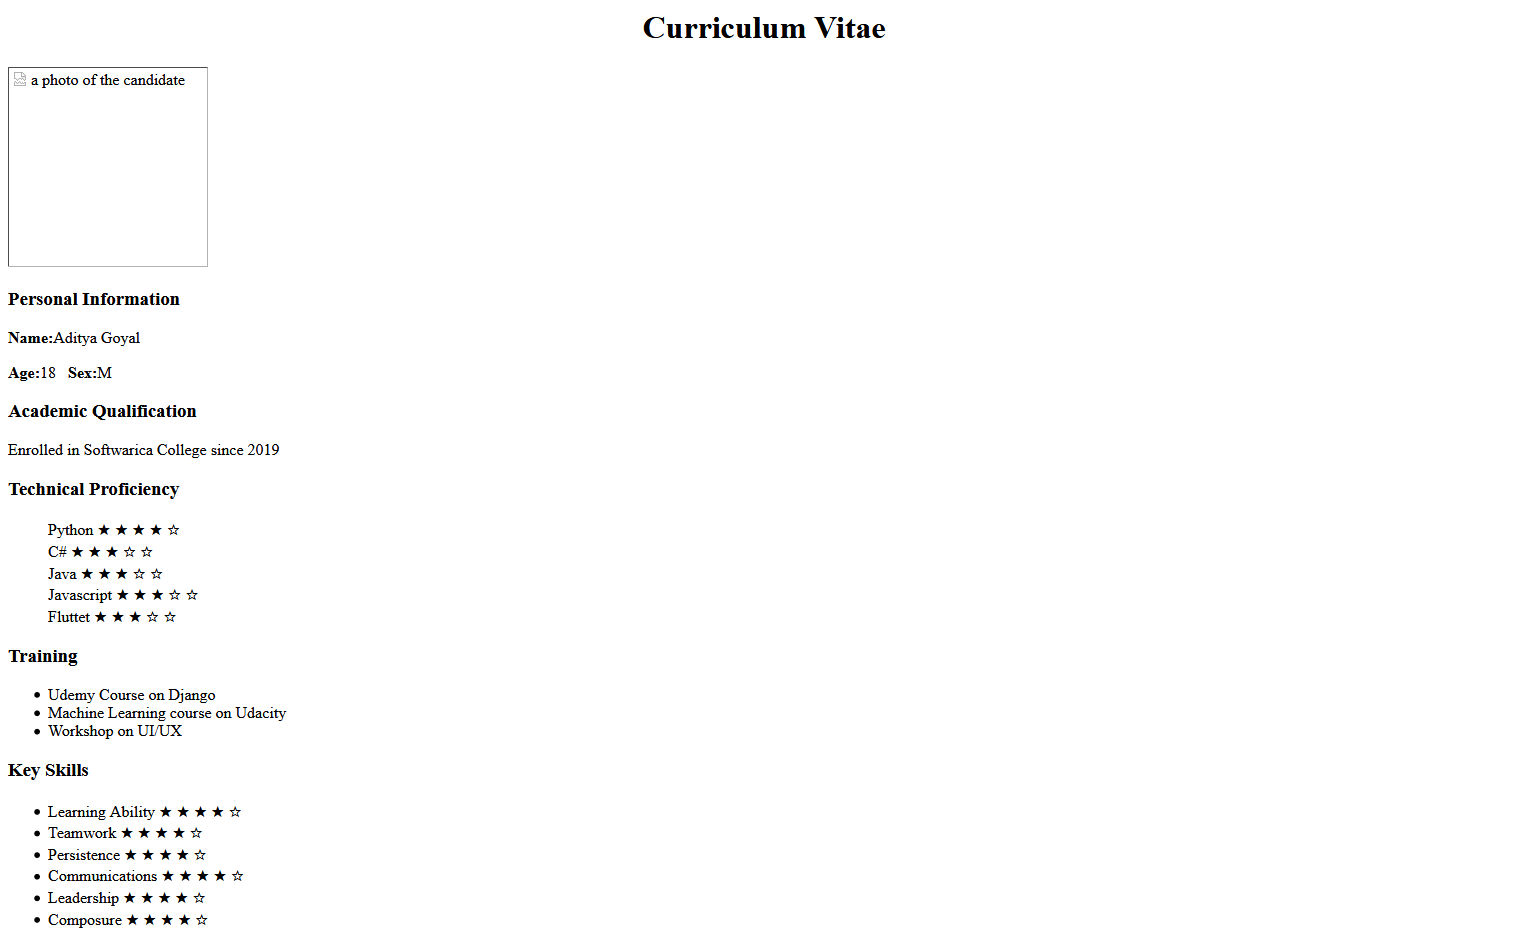 Curriculum Vitae
a photo of the candidate
Personal Information
Name:Aditya Goyal
Age:18   Sex:M
Academic Qualification
Enrolled in Softwarica College since 2019
Technical Proficiency
Python ★ ★ ★ ★ ☆
C# ★ ★ ★ ☆ ☆
Java ★ ★ ★ ☆ ☆
Javascript ★ ★ ★ ☆ ☆
Fluttet ★ ★ ★ ☆ ☆
Training
• Udemy Course on Django
• Machine Learning course on Udacity
• Workshop on UI/UX
Key Skills
• Learning Ability ★ ★ ★ ★ ☆
• Teamwork ★ ★ ★ ★ ☆
• Persistence ★ ★ ★ ★ ☆
• Communications ★ ★ ★ ★ ☆
• Leadership ★ ★ ★ ★ ☆
• Composure ★ ★ ★ ★ ☆